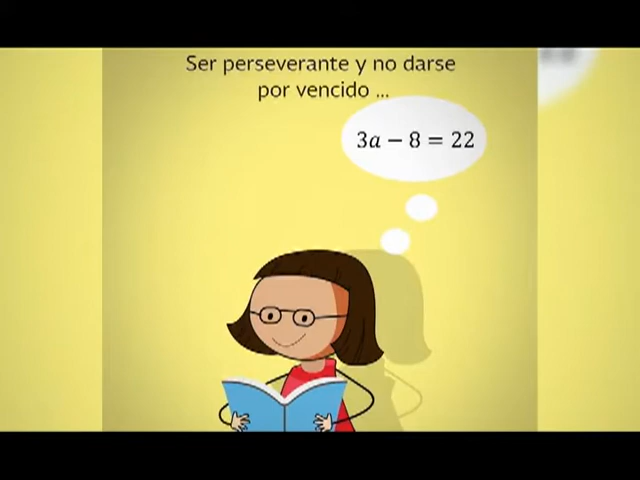 Ser perseverante y no darse
por vencido ...
3a − 8 = 22